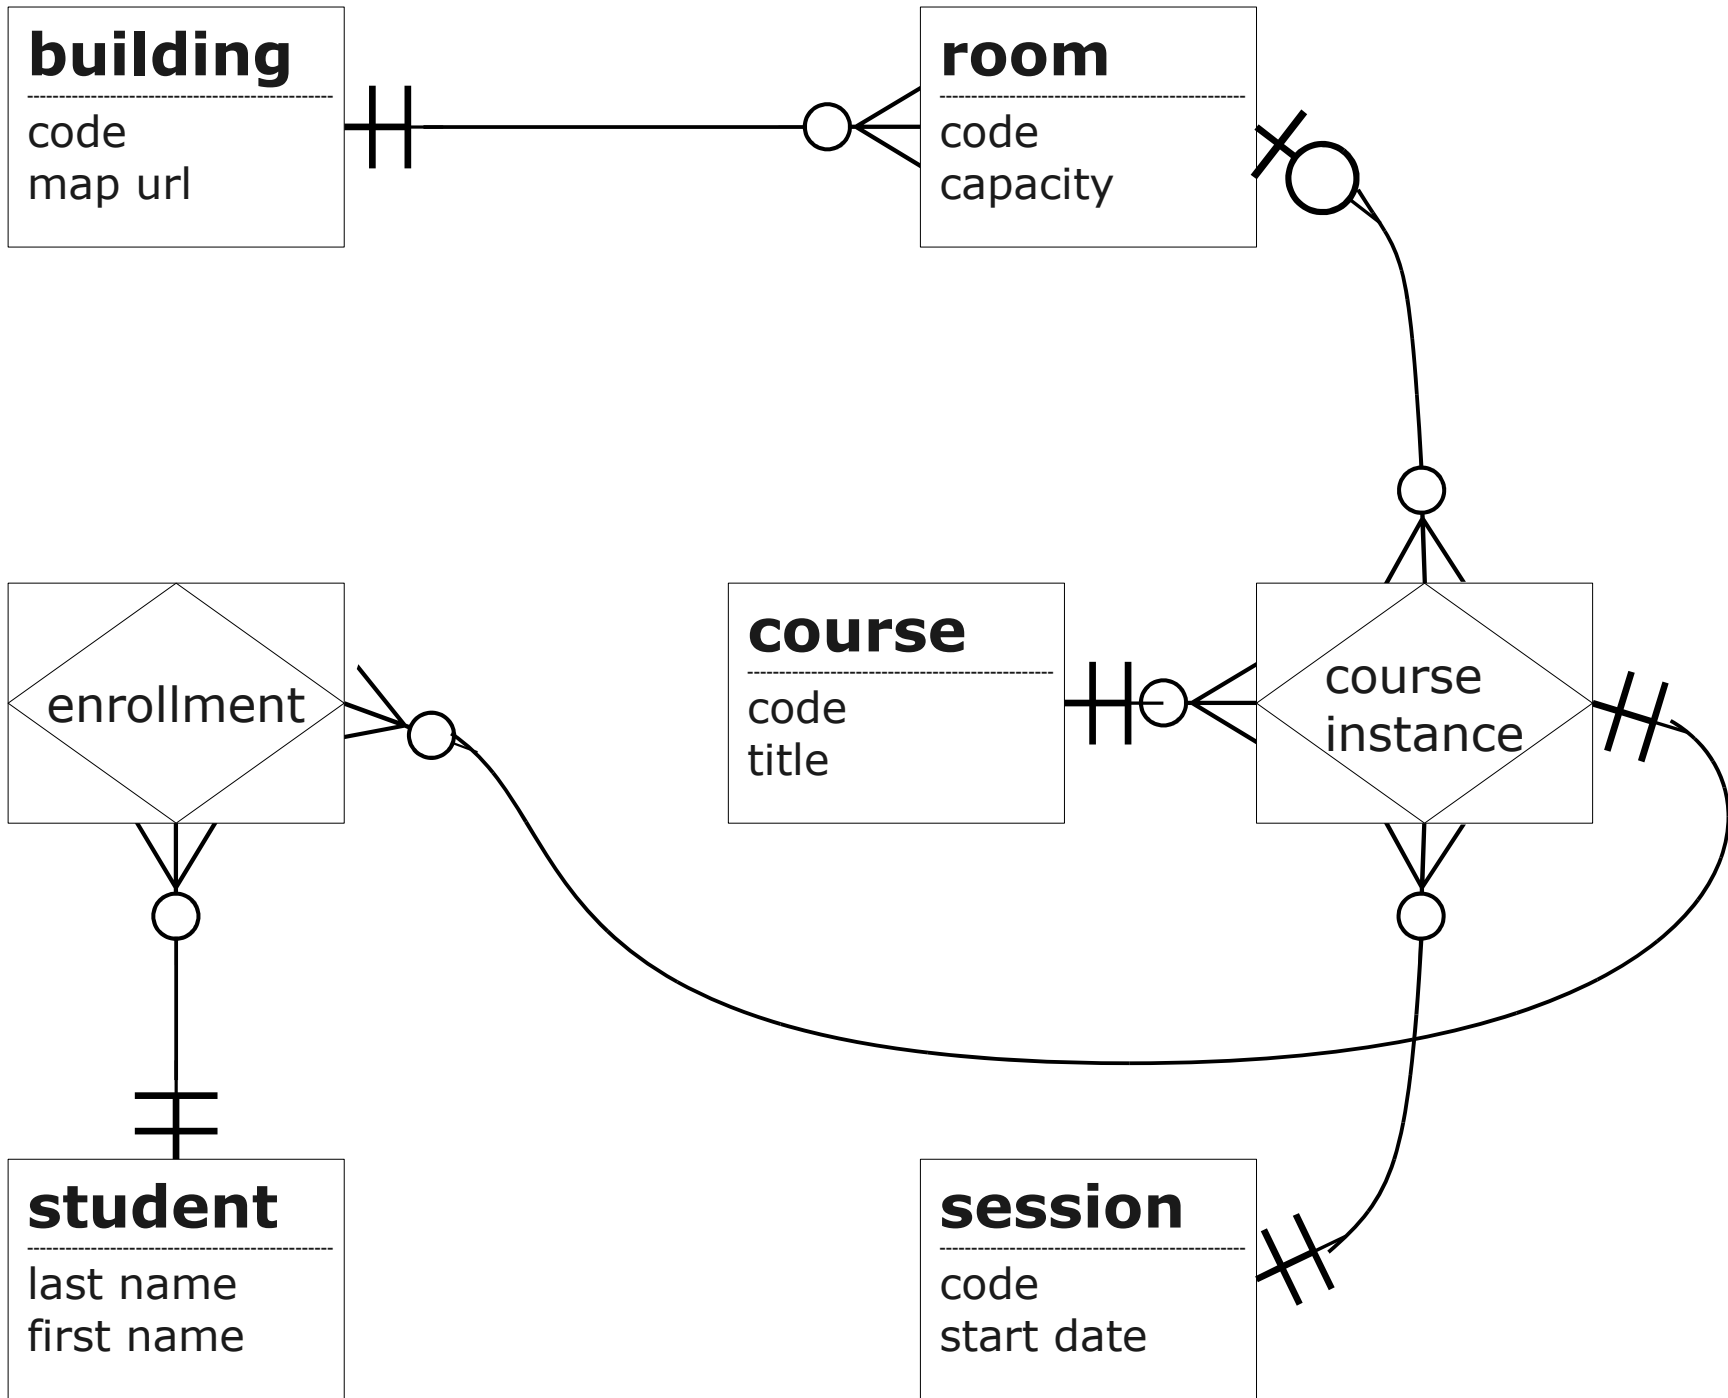 building
code
map url
room
code
capacity
enrollment
course
code
title
course
instance
student
last name
first name
session
code
start date